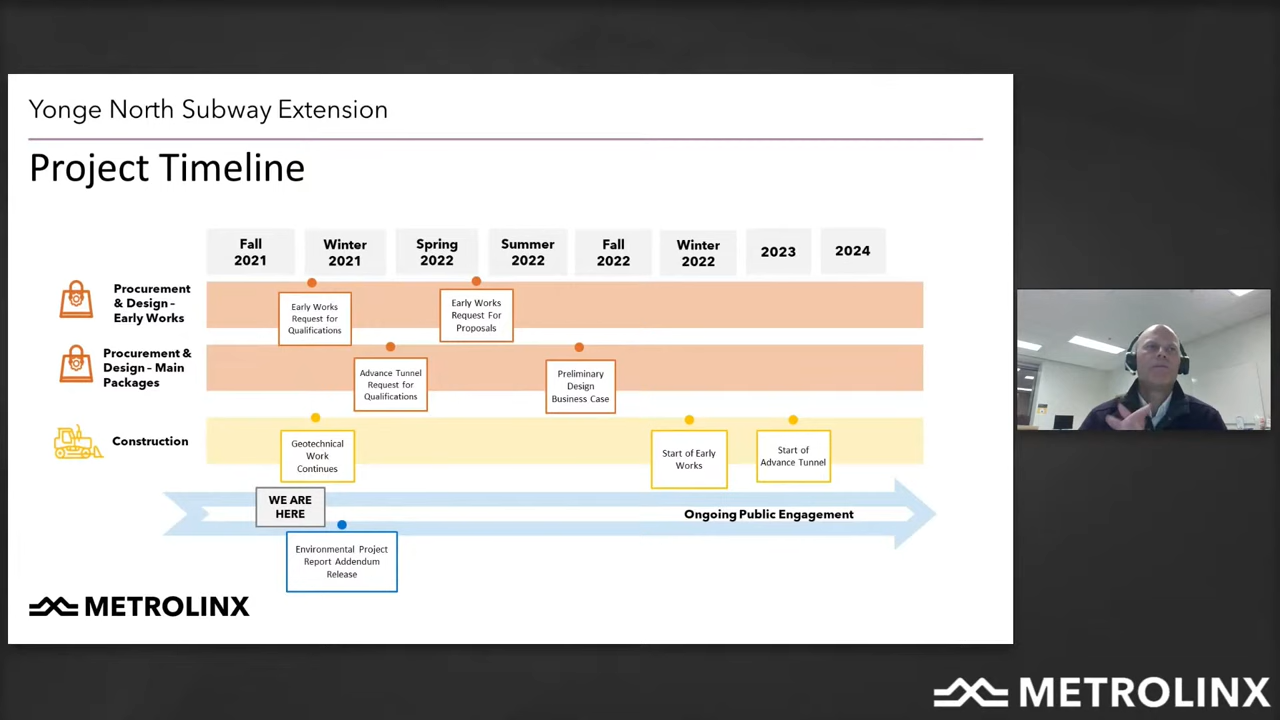 Yonge North Subway Extension
Project Timeline
Fall
2021
Winter
2021
Spring
2022
Summer
2022
Fall
2022
Winter
2022
2023
2024
Procurement
& Design –
Early Works
Early Works
Request for
Qualifications
Early Works
Request For
Proposals
Procurement &
Design – Main
Packages
Advance Tunnel
Request for
Qualifications
Preliminary
Design
Business Case
Construction
Geotechnical
Work
Continues
Start of Early
Works
Start of
Advance Tunnel
WE ARE
HERE
Ongoing Public Engagement
Environmental Project
Report Addendum
Release
METROLINX
METROLINX